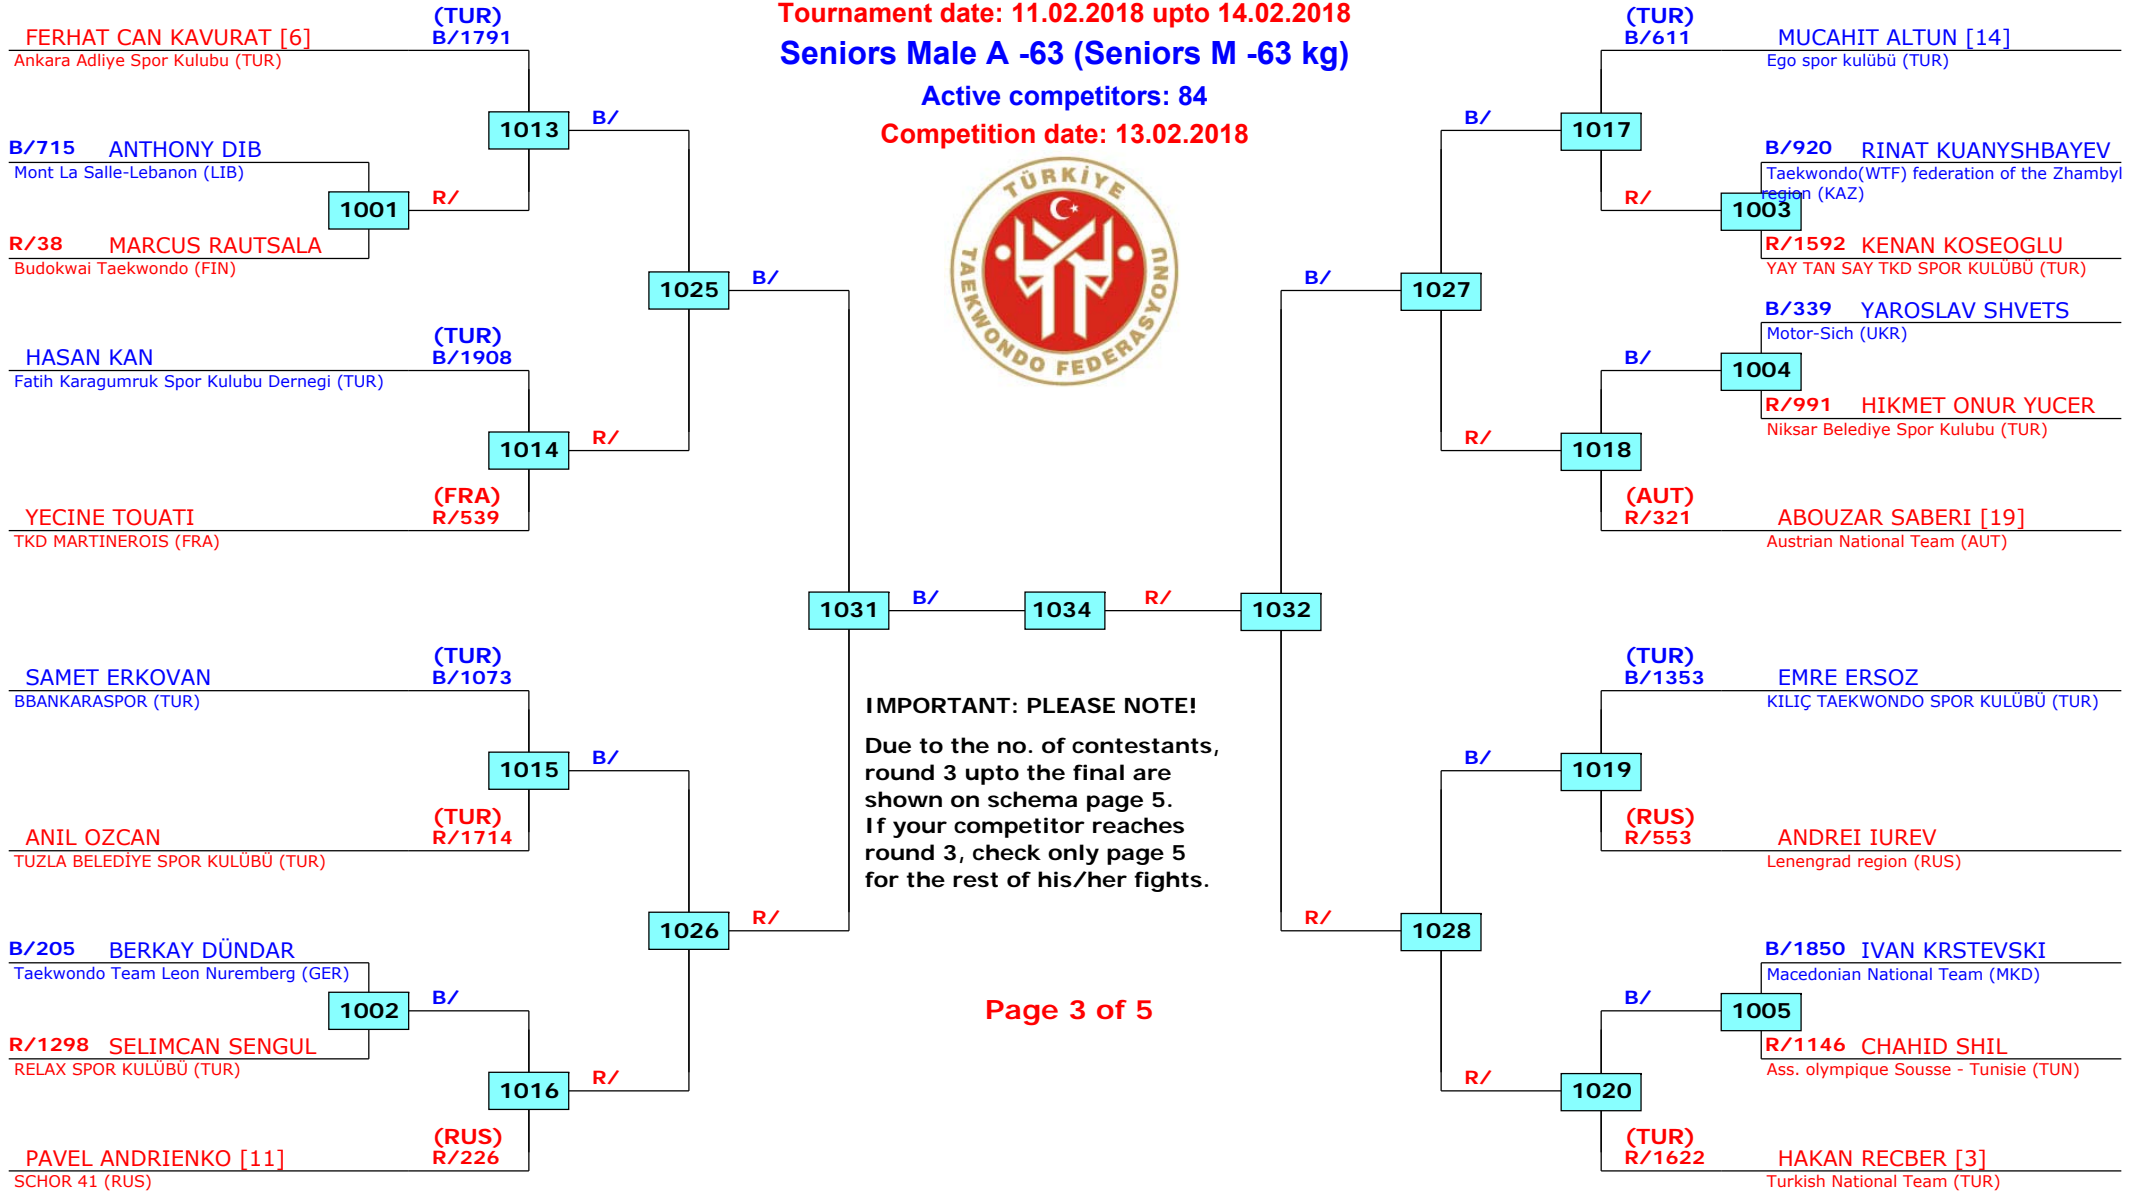 Tournament date: 11.02.2018 upto 14.02.2018
Seniors Male A -63 (Seniors M -63 kg)
Active competitors: 84
Competition date: 13.02.2018
TÜRKİYE
TAEKWONDO FEDERASYONU
(TUR)
FERHAT CAN KAVURAT [6] B/1791
Ankara Adliye Spor Kulubu (TUR)
1013 B/
B/715 ANTHONY DIB
Mont La Salle-Lebanon (LIB)
1001 R/
R/38 MARCUS RAUTSALA
Budokwai Taekwondo (FIN)
1025 B/
(TUR)
HASAN KAN B/1908
Fatih Karagumruk Spor Kulubu Dernegi (TUR)
1014 R/
(FRA)
YECINE TOUATI R/539
TKD MARTINEROIS (FRA)
1031 B/ 1034 R/ 1032
(TUR)
SAMET ERKOVAN B/1073
BBANKARASPOR (TUR)
1015 B/
(TUR)
ANIL OZCAN R/1714
TUZLA BELEDİYE SPOR KULÜBÜ (TUR)
1026 R/
B/205 BERKAY DÜNDAR
Taekwondo Team Leon Nuremberg (GER)
1002 B/
R/1298 SELIMCAN SENGUL
RELAX SPOR KULÜBÜ (TUR)
1016 R/
(RUS)
PAVEL ANDRIENKO [11] R/226
SCHOR 41 (RUS)
IMPORTANT: PLEASE NOTE!
Due to the no. of contestants,
round 3 upto the final are
shown on schema page 5.
If your competitor reaches
round 3, check only page 5
for the rest of his/her fights.
Page 3 of 5
(TUR)
B/611 MUCAHIT ALTUN [14]
Ego spor kulübü (TUR)
B/ 1017
B/920 RINAT KUANYSHBAYEV
Taekwondo(WTF) federation of the Zhambyl
region (KAZ)
R/ 1003
R/1592 KENAN KOSEOGLU
YAY TAN SAY TKD SPOR KULÜBÜ (TUR)
B/ 1027
B/339 YAROSLAV SHVETS
Motor-Sich (UKR)
B/ 1004
R/991 HIKMET ONUR YUCER
Niksar Belediye Spor Kulubu (TUR)
R/ 1018
(AUT)
R/321 ABOUZAR SABERI [19]
Austrian National Team (AUT)
(TUR)
B/1353 EMRE ERSOZ
KILIÇ TAEKWONDO SPOR KULÜBÜ (TUR)
B/ 1019
(RUS)
R/553 ANDREI IUREV
Lenengrad region (RUS)
R/ 1028
B/1850 IVAN KRSTEVSKI
Macedonian National Team (MKD)
B/ 1005
R/1146 CHAHID SHIL
Ass. olympique Sousse - Tunisie (TUN)
R/ 1020
(TUR)
R/1622 HAKAN RECBER [3]
Turkish National Team (TUR)